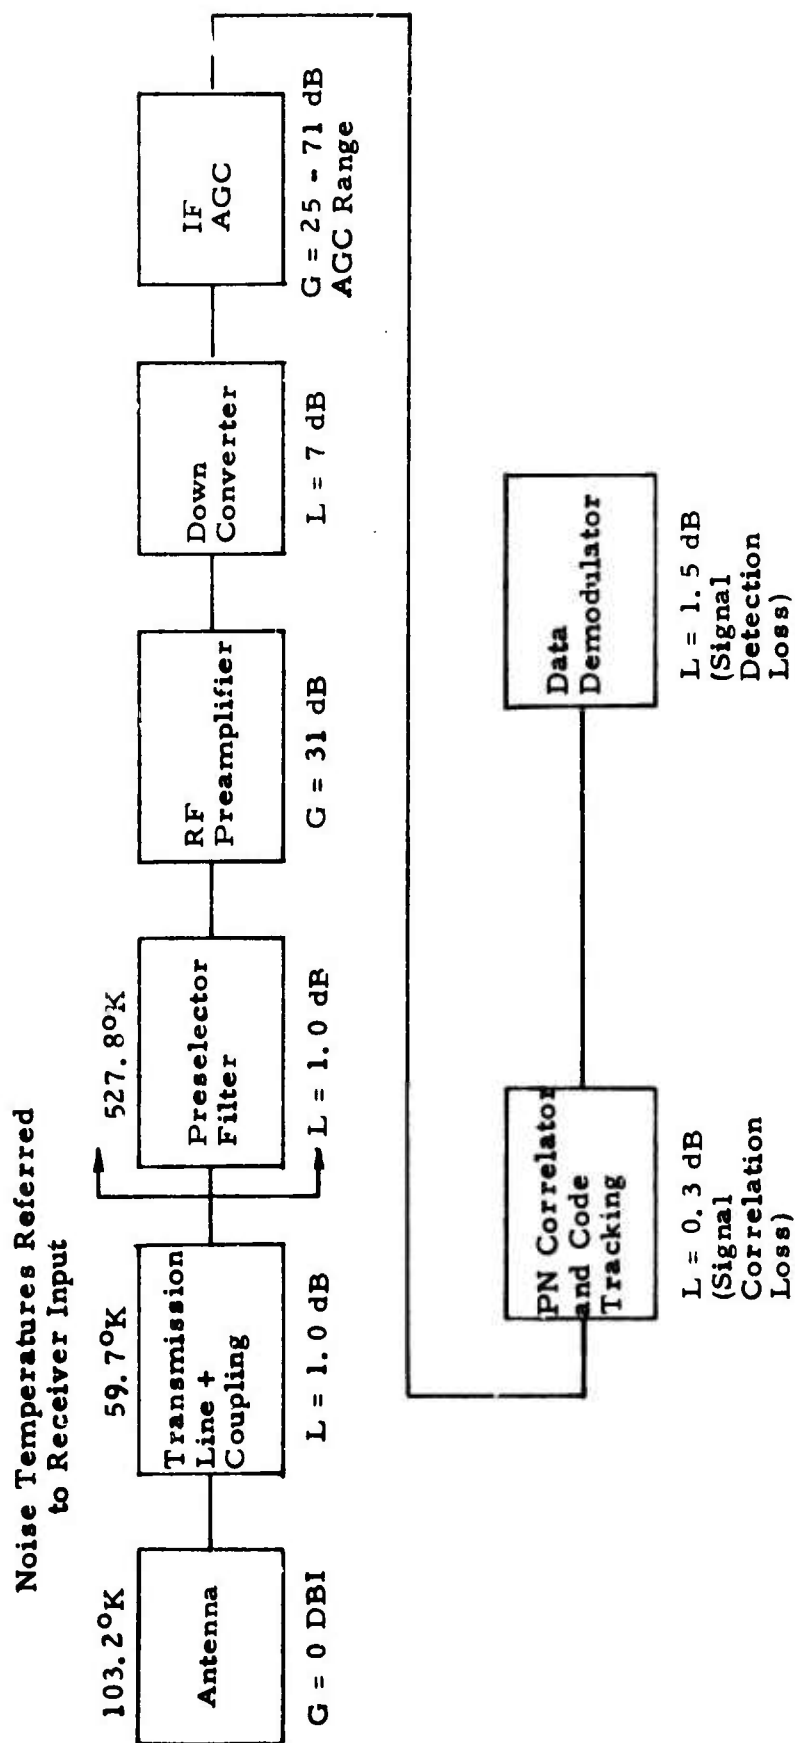 Noise Temperatures Referred
to Receiver Input
103.2°K
Antenna
G = 0 DBI
59.7°K
Transmission
Line +
Coupling
L = 1.0 dB
527.8°K
Preselector
Filter
L = 1.0 dB
RF
Preamplifier
G = 31 dB
Down
Converter
L = 7 dB
IF
AGC
G = 25 - 71 dB
AGC Range
PN Correlator
and Code
Tracking
L = 0.3 dB
(Signal
Correlation
Loss)
Data
Demodulator
L = 1.5 dB
(Signal
Detection
Loss)